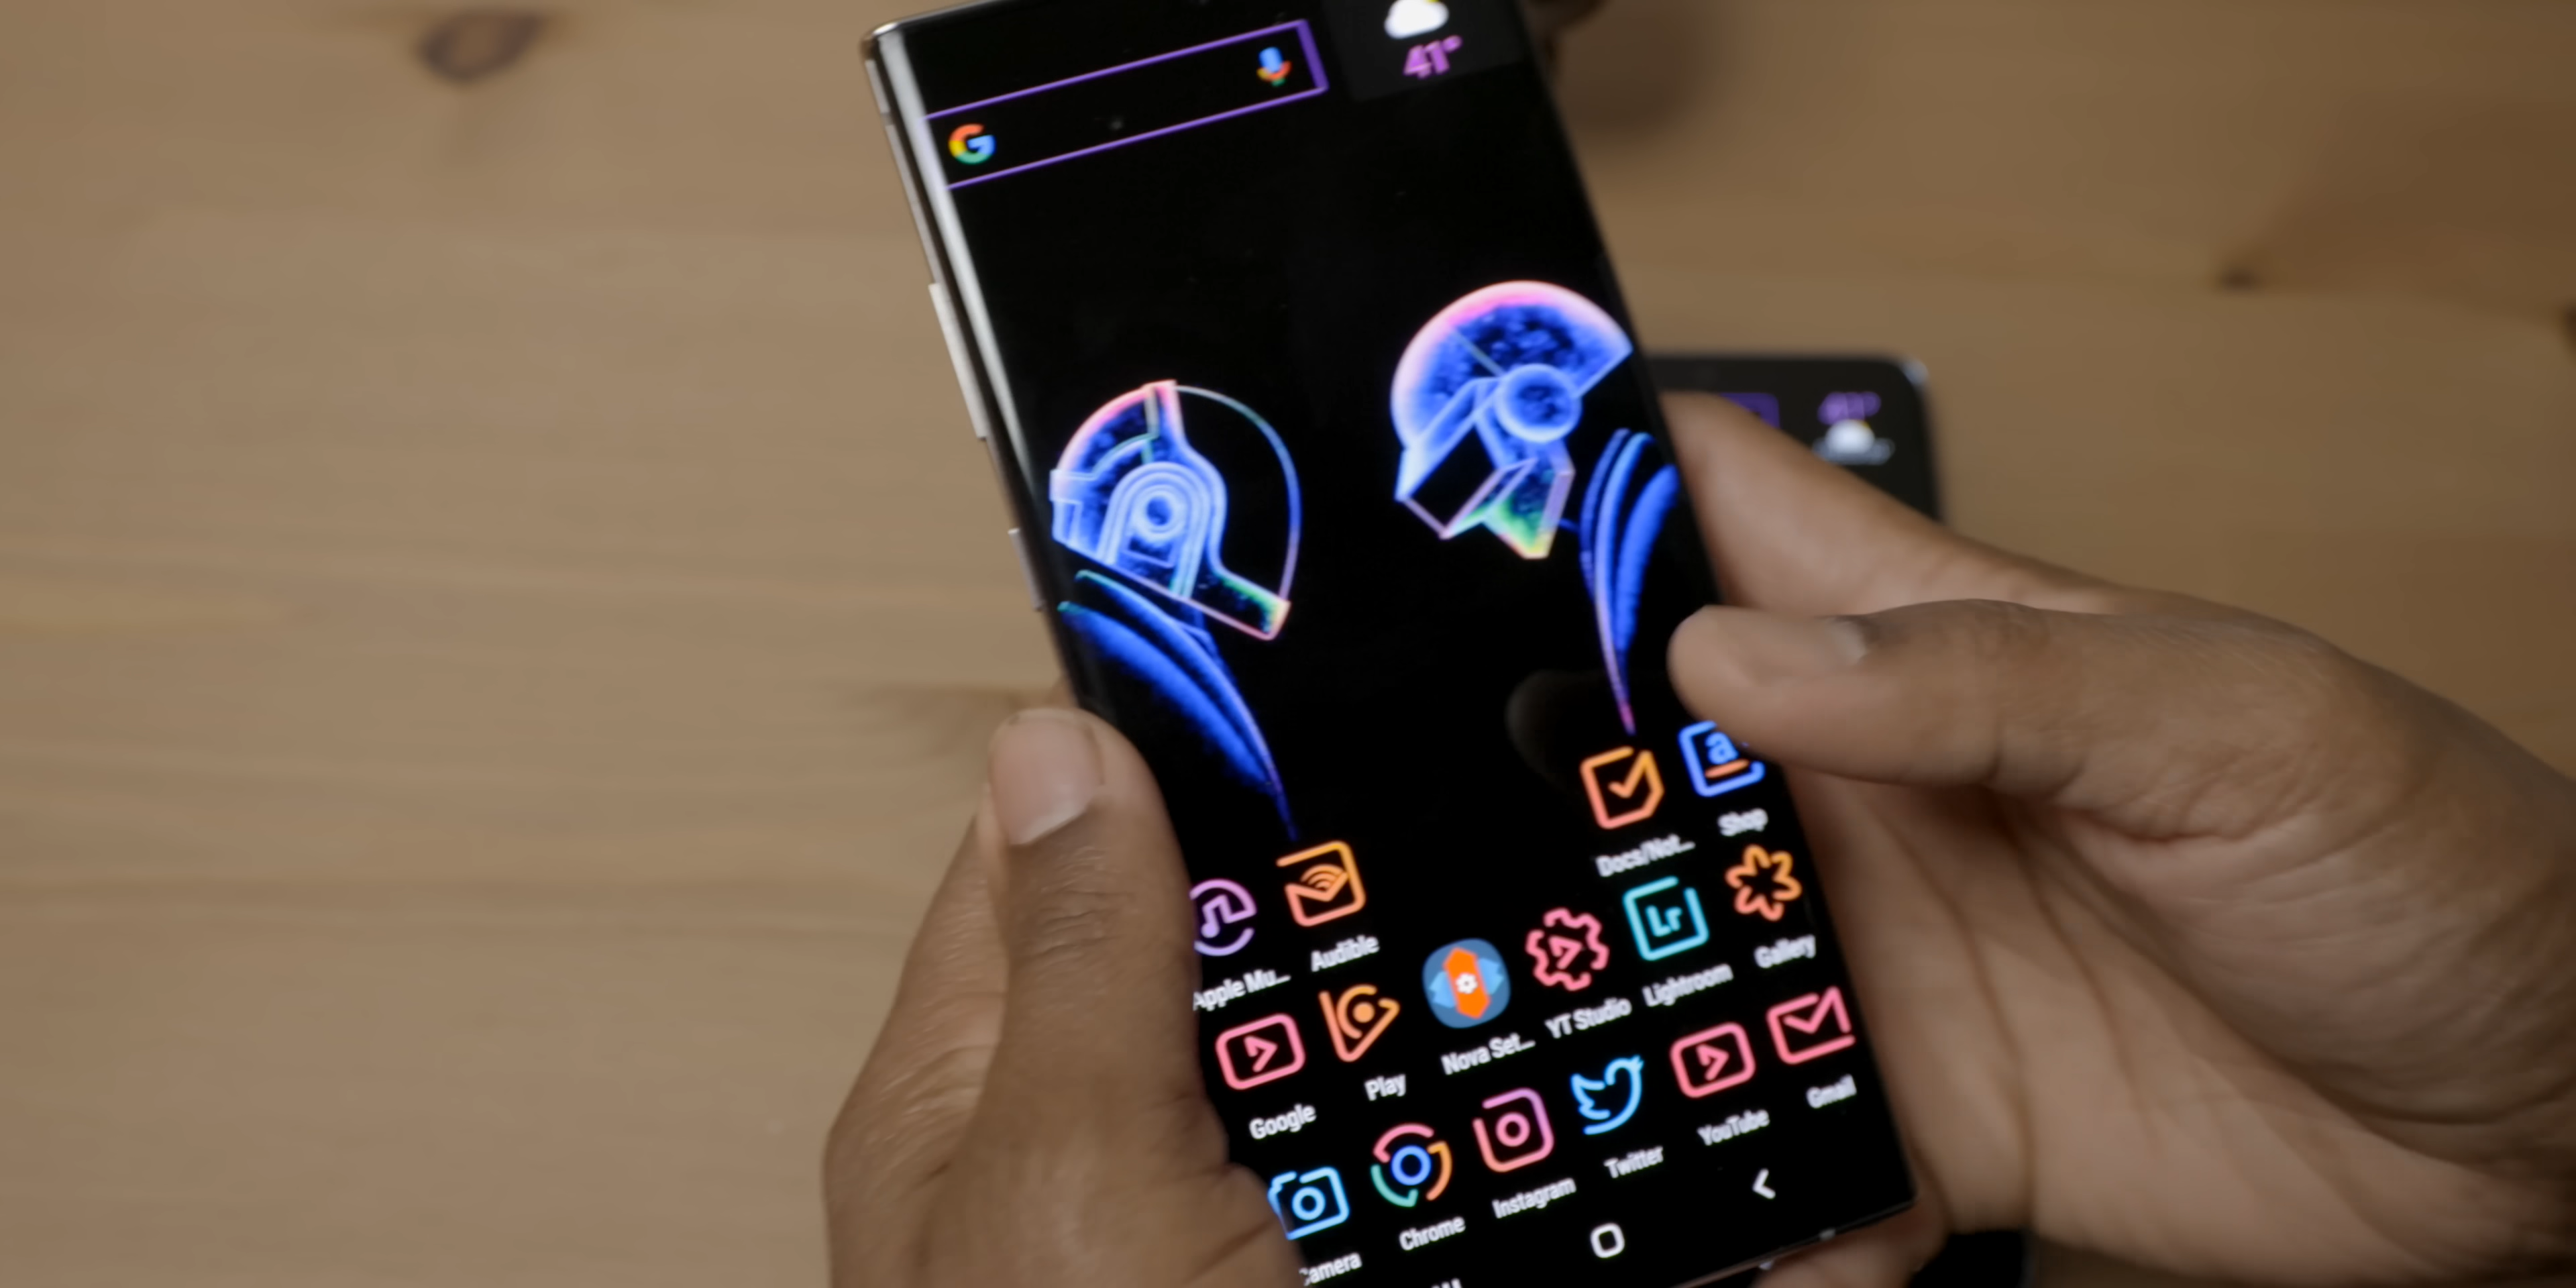 G
41°
Docs/Not...
a
Shop
Apple Mu...
Audible
Nova Set...
YT Studio
Lr
Lightroom
Gallery
Google
Play
Camera
Chrome
Instagram
Twitter
YouTube
Gmail